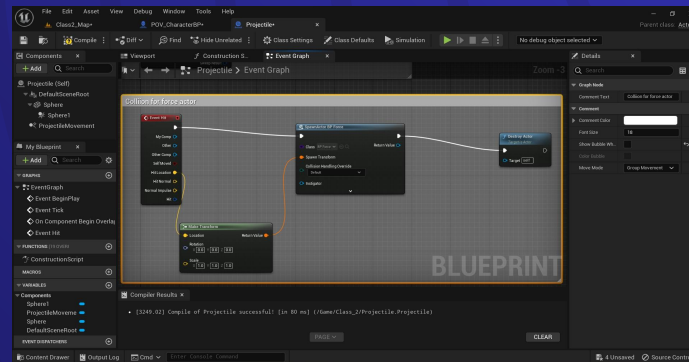 File Edit Asset View Debug Window Tools Help
Class2_Map•
POV_CharacterBP•
Projectile•
Parent class: Acto
Compile
Diff
Find
Hide Unrelated
Class Settings
Class Defaults
Simulation
No debug object selected
Components
Viewport
Construction S...
Event Graph
Details
+ Add
Search
Projectile > Event Graph
Zoom -3
Search
Projectile (Self)
DefaultSceneRoot
Sphere
Sphere1
ProjectileMovement
Graph Node
Comment Text
Collision for force actor
Comment
Comment Color
Font Size
18
Show Bubble Wh...
Color Bubble
Move Mode
Group Movement
My Blueprint
+ Add
Search
GRAPHS
EventGraph
Event BeginPlay
Event Tick
On Component Begin Overlap
Event Hit
FUNCTIONS
ConstructionScript
MACROS
VARIABLES
Components
Sphere1
ProjectileMoveme
Sphere
DefaultSceneRoot
EVENT DISPATCHERS
Event Hit
My Comp
Other
Other Comp
Self Moved
Hit Location
Hit Normal
Normal Impulse
Hit
SpawnActor BP Force
Class
Return Value
Spawn Transform
Collision Handling Override
Default
Instigator
Destroy Actor
Target
self
Make Transform
Location
Return Value
Rotation
Scale
BLUEPRINT
Compiler Results
[3249.02] Compile of Projectile successful! [in 80 ms] (/Game/Class_2/Projectile.Projectile)
PAGE
CLEAR
Content Drawer
Output Log
Cmd
Enter Console Command
4 Unsaved
Source Contr